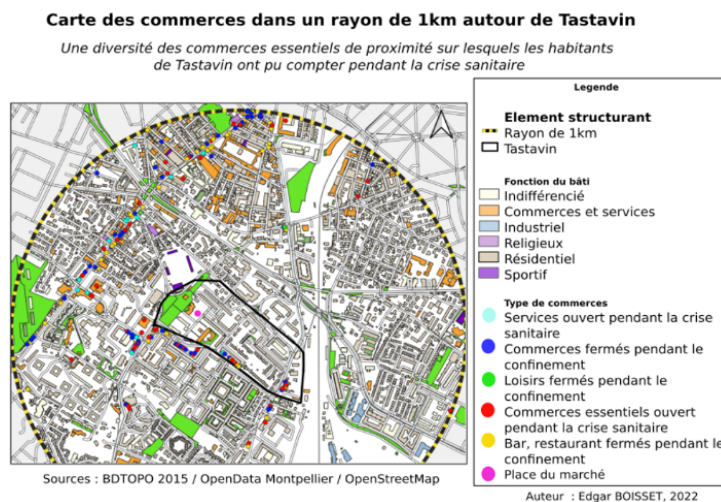 Carte des commerces dans un rayon de 1km autour de Tastavin
Une diversité des commerces essentiels de proximité sur lesquels les habitants
de Tastavin ont pu compter pendant la crise sanitaire
Legende
Element structurant
Rayon de 1km
Tastavin
Fonction du bâti
Indifférencié
Commerces et services
Industriel
Religieux
Résidentiel
Sportif
Type de commerces
Services ouvert pendant la crise
sanitaire
Commerces fermés pendant le
confinement
Loisirs fermés pendant le
confinement
Commerces essentiels ouvert
pendant la crise sanitaire
Bar, restaurant fermés pendant le
confinement
Place du marché
Sources : BDTOPO 2015 / OpenData Montpellier / OpenStreetMap
Auteur : Edgar BOISSET, 2022